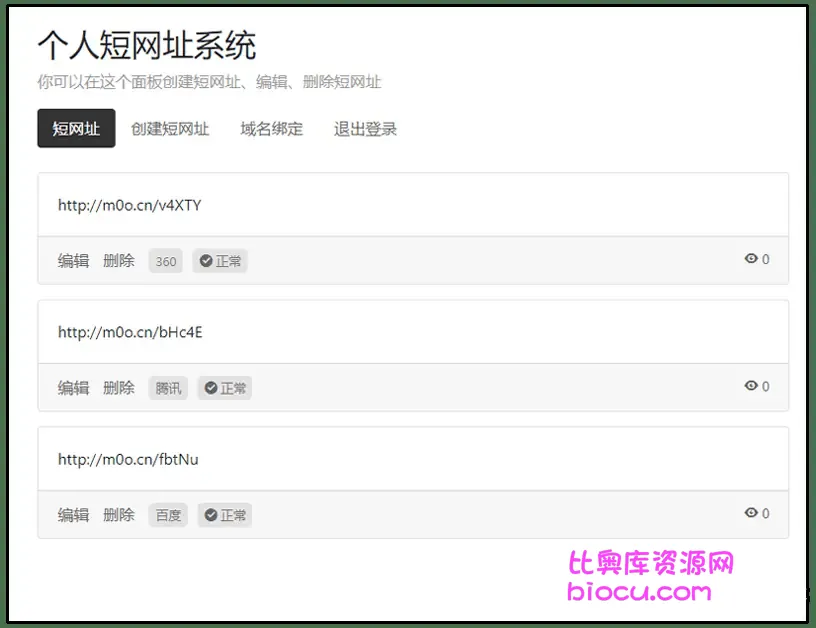 个人短网址系统
你可以在这个面板创建短网址、编辑、删除短网址
短网址 创建短网址 域名绑定 退出登录
http://m0o.cn/v4XTY
编辑 删除 360 正常 0
http://m0o.cn/bHc4E
编辑 删除 腾讯 正常 0
http://m0o.cn/fbtNu
编辑 删除 百度 正常 0
比奥库资源网
biocu.com